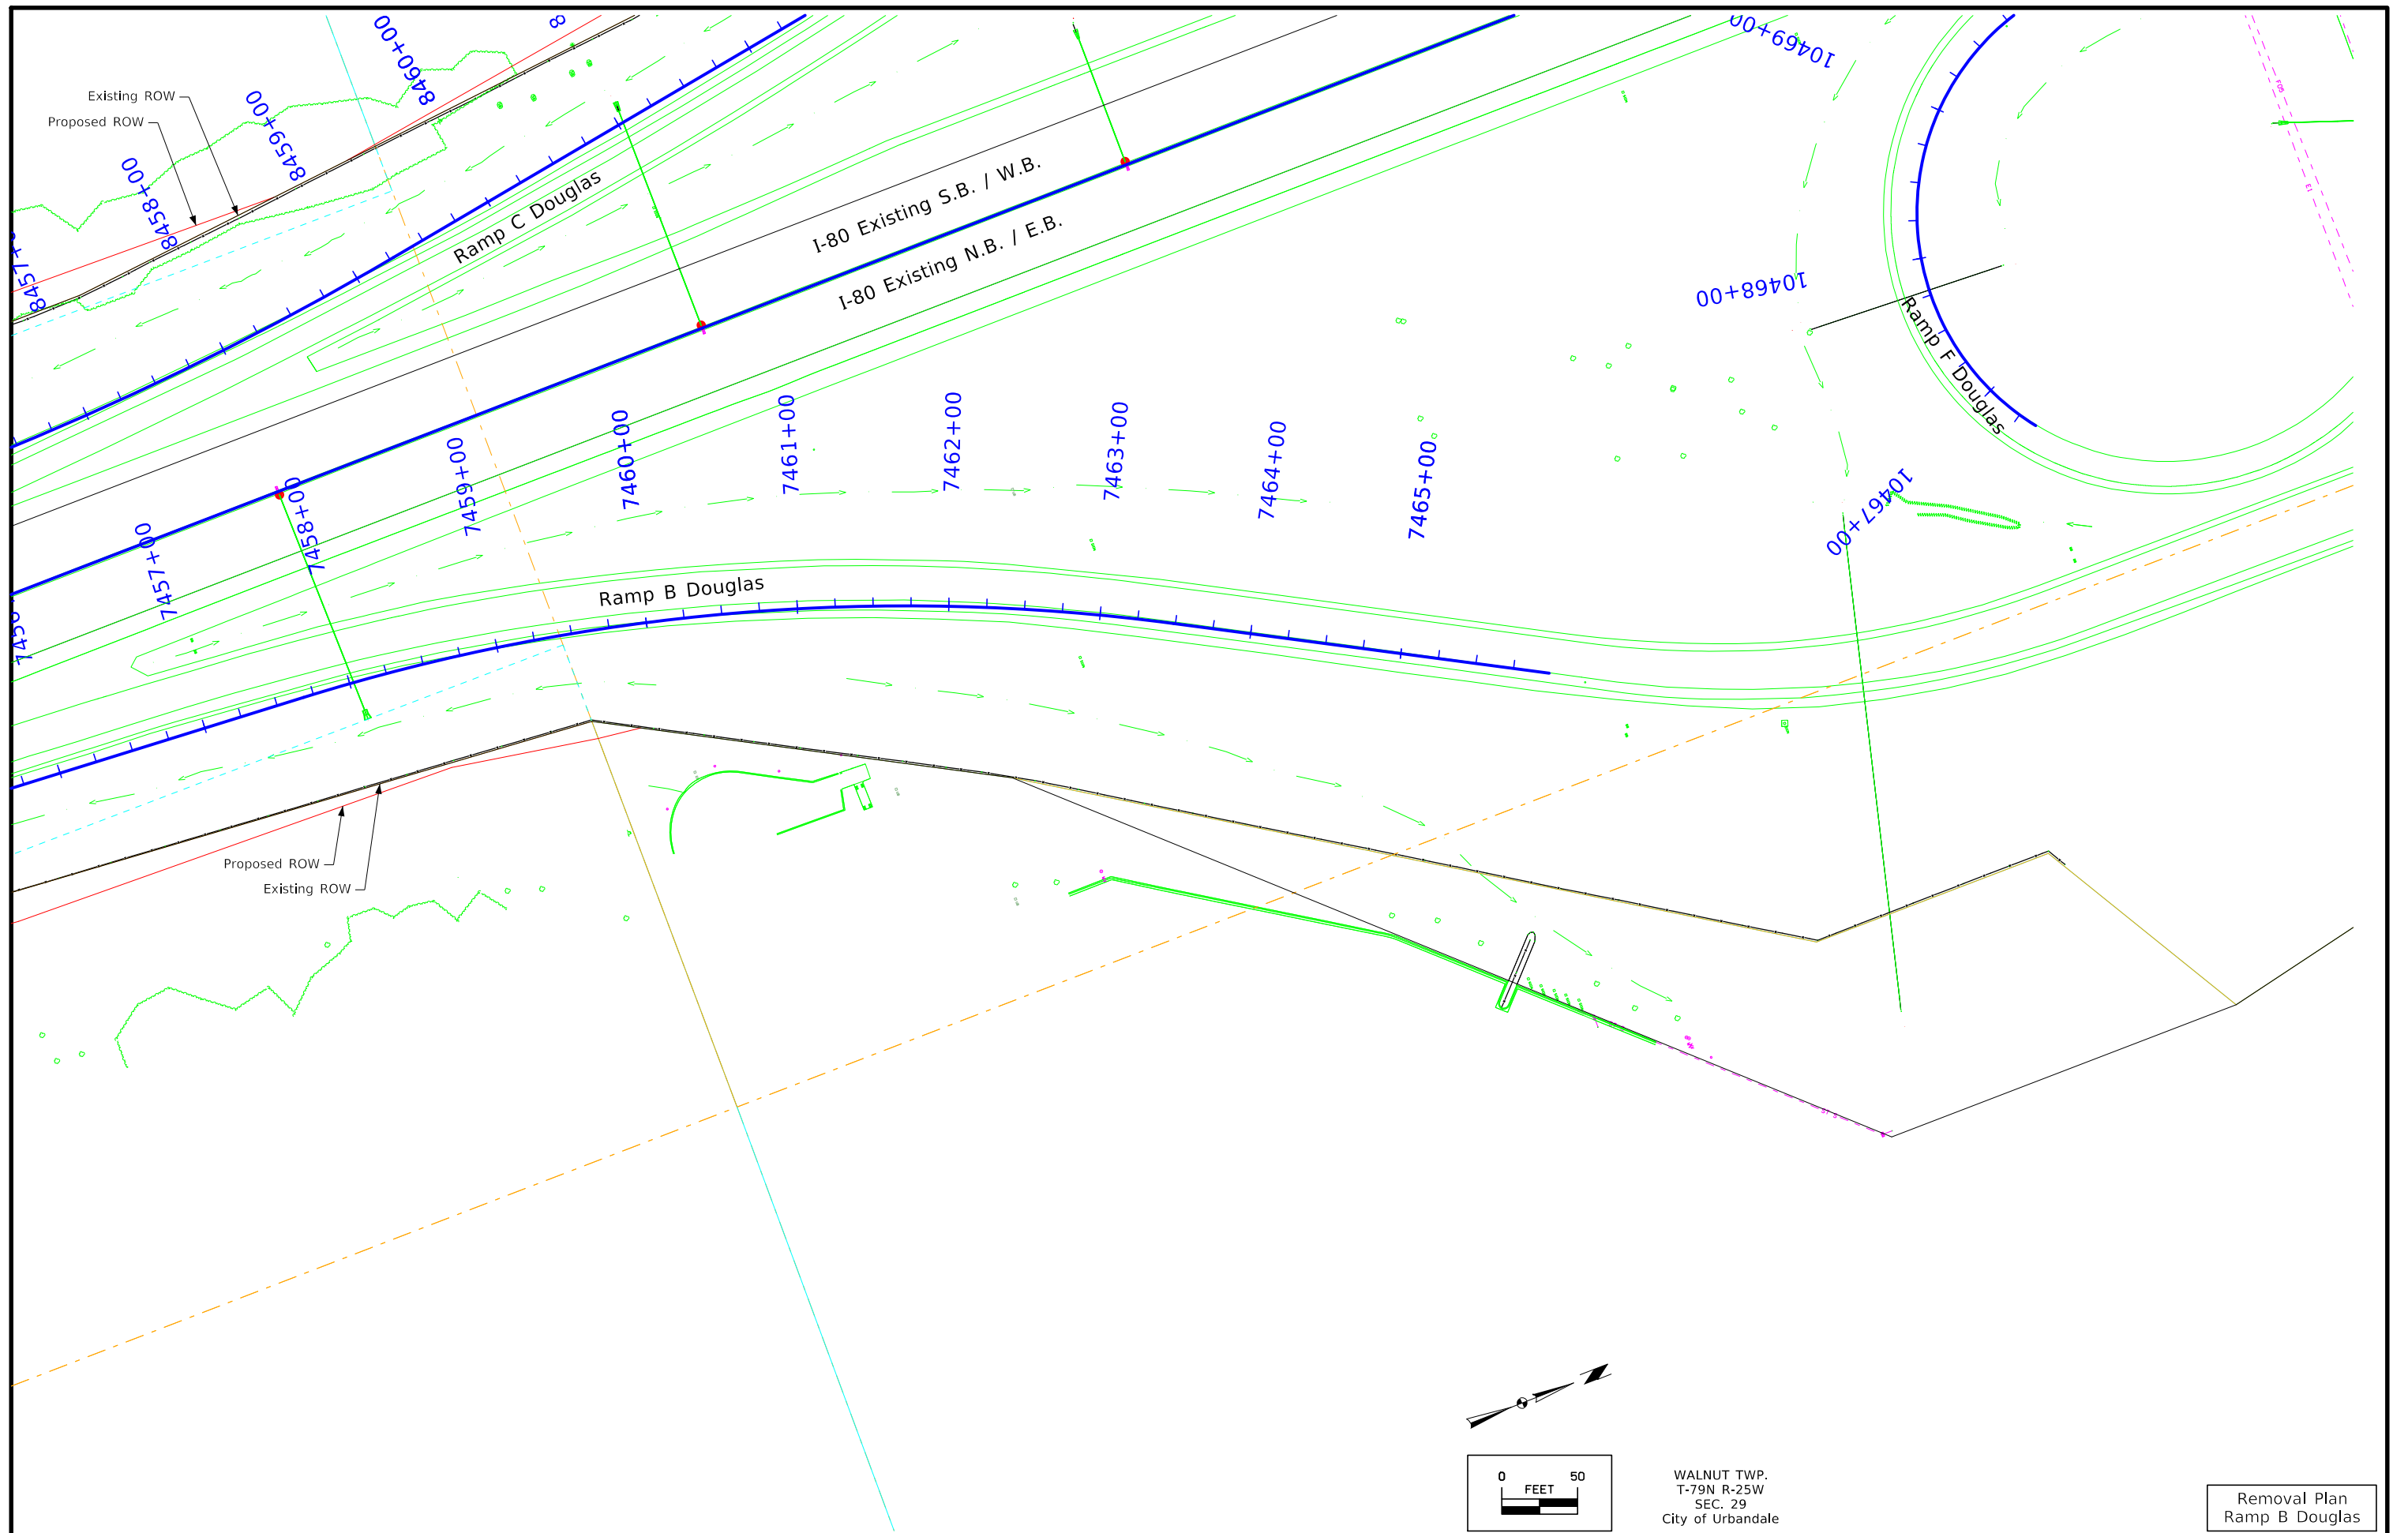 8
8460+00
8459+00
8458+00
8457+
Existing ROW
Proposed ROW
Ramp C Douglas
I-80 Existing S.B. / W.B.
I-80 Existing N.B. / E.B.
10469+00
10468+00
10467+00
Ramp F Douglas
E1
7457+00
7458+00
7459+00
7460+00
7461+00
7462+00
7463+00
7464+00
7465+00
Ramp B Douglas
Proposed ROW
Existing ROW
0 50
FEET
WALNUT TWP.
T-79N R-25W
SEC. 29
City of Urbandale
Removal Plan
Ramp B Douglas